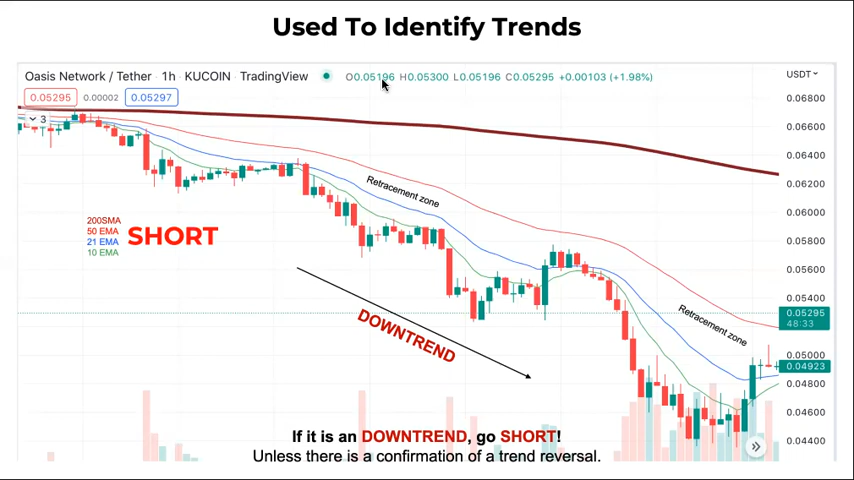 Used To Identify Trends
Oasis Network / Tether · 1h · KUCOIN · TradingView O0.05196 H0.05300 L0.05196 C0.05295 +0.00103 (+1.98%)
USDT
0.05295 0.00002 0.05297
3
0.06800
0.06600
0.06400
0.06200
0.06000
0.05800
0.05600
0.05400
0.05295
48:33
0.05000
0.04923
0.04800
0.04600
0.04400
Retracement zone
200SMA
50 EMA
21 EMA
10 EMA
SHORT
DOWNTREND
Retracement zone
If it is an DOWNTREND, go SHORT!
Unless there is a confirmation of a trend reversal.